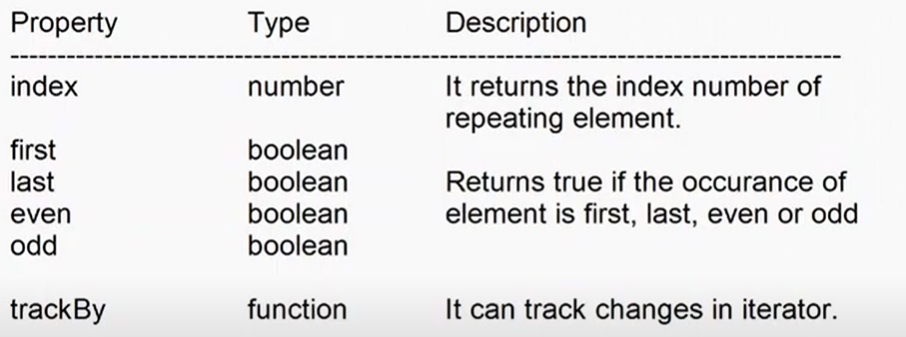 Property Type Description
--------------------------------------------------------------------------------------------
index number It returns the index number of
repeating element.
first boolean
last boolean Returns true if the occurance of
even boolean element is first, last, even or odd
odd boolean
trackBy function It can track changes in iterator.